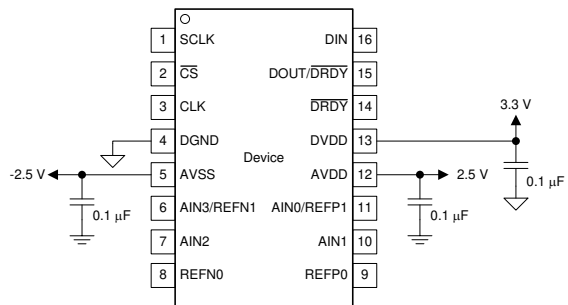 1 SCLK DIN 16
2 CS DOUT/DRDY 15
3 CLK DRDY 14
3.3 V
4 DGND DVDD 13
Device
0.1 µF
-2.5 V 5 AVSS AVDD 12 2.5 V
0.1 µF 6 AIN3/REFN1 AIN0/REFP1 11 0.1 µF
7 AIN2 AIN1 10
8 REFN0 REFP0 9